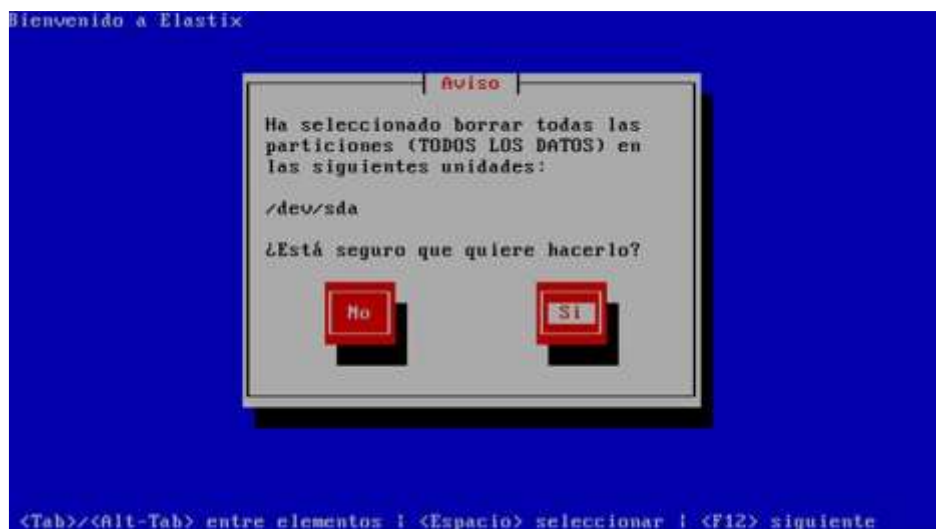 Bienvenido a Elastix
Aviso
Ha seleccionado borrar todas las
particiones (TODOS LOS DATOS) en
las siguientes unidades:
/dev/sda
¿Está seguro que quiere hacerlo?
No
Si
<Tab>/<Alt-Tab> entre elementos | <Espacio> seleccionar | <F12> siguiente